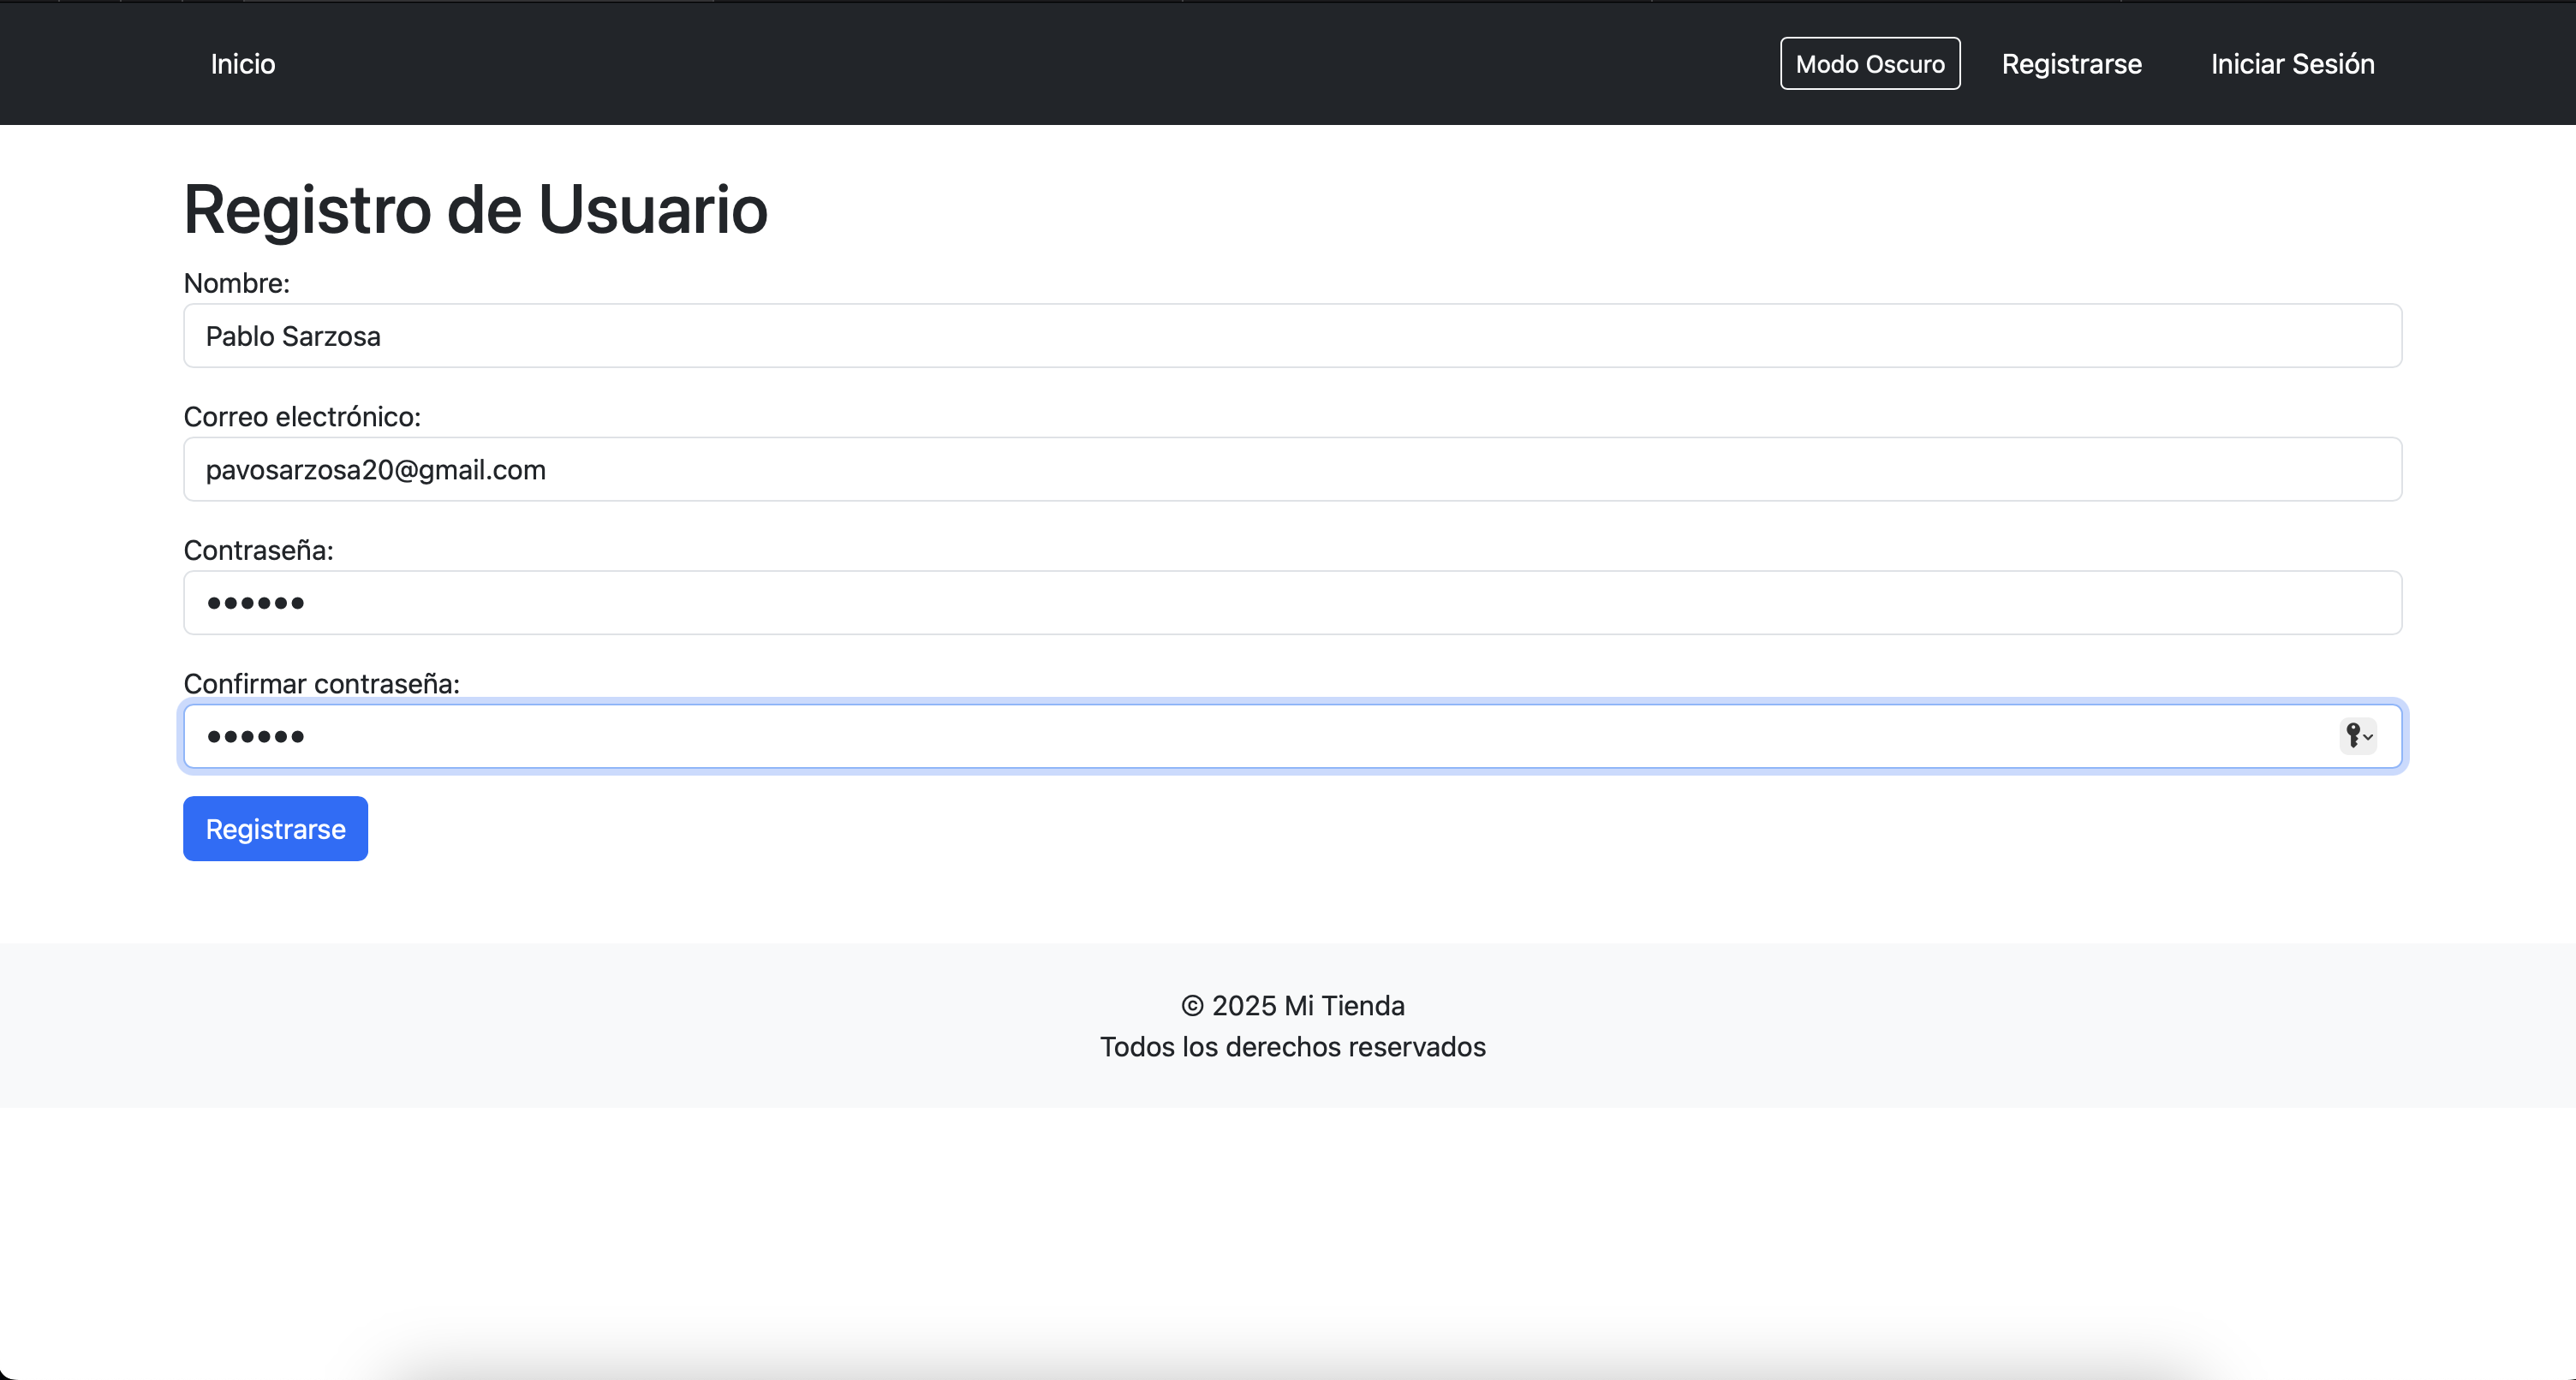 Inicio
Modo Oscuro
Registrarse
Iniciar Sesión
Registro de Usuario
Nombre:
Pablo Sarzosa
Correo electrónico:
pavosarzosa20@gmail.com
Contraseña:
••••••
Confirmar contraseña:
••••••
Registrarse
© 2025 Mi Tienda
Todos los derechos reservados